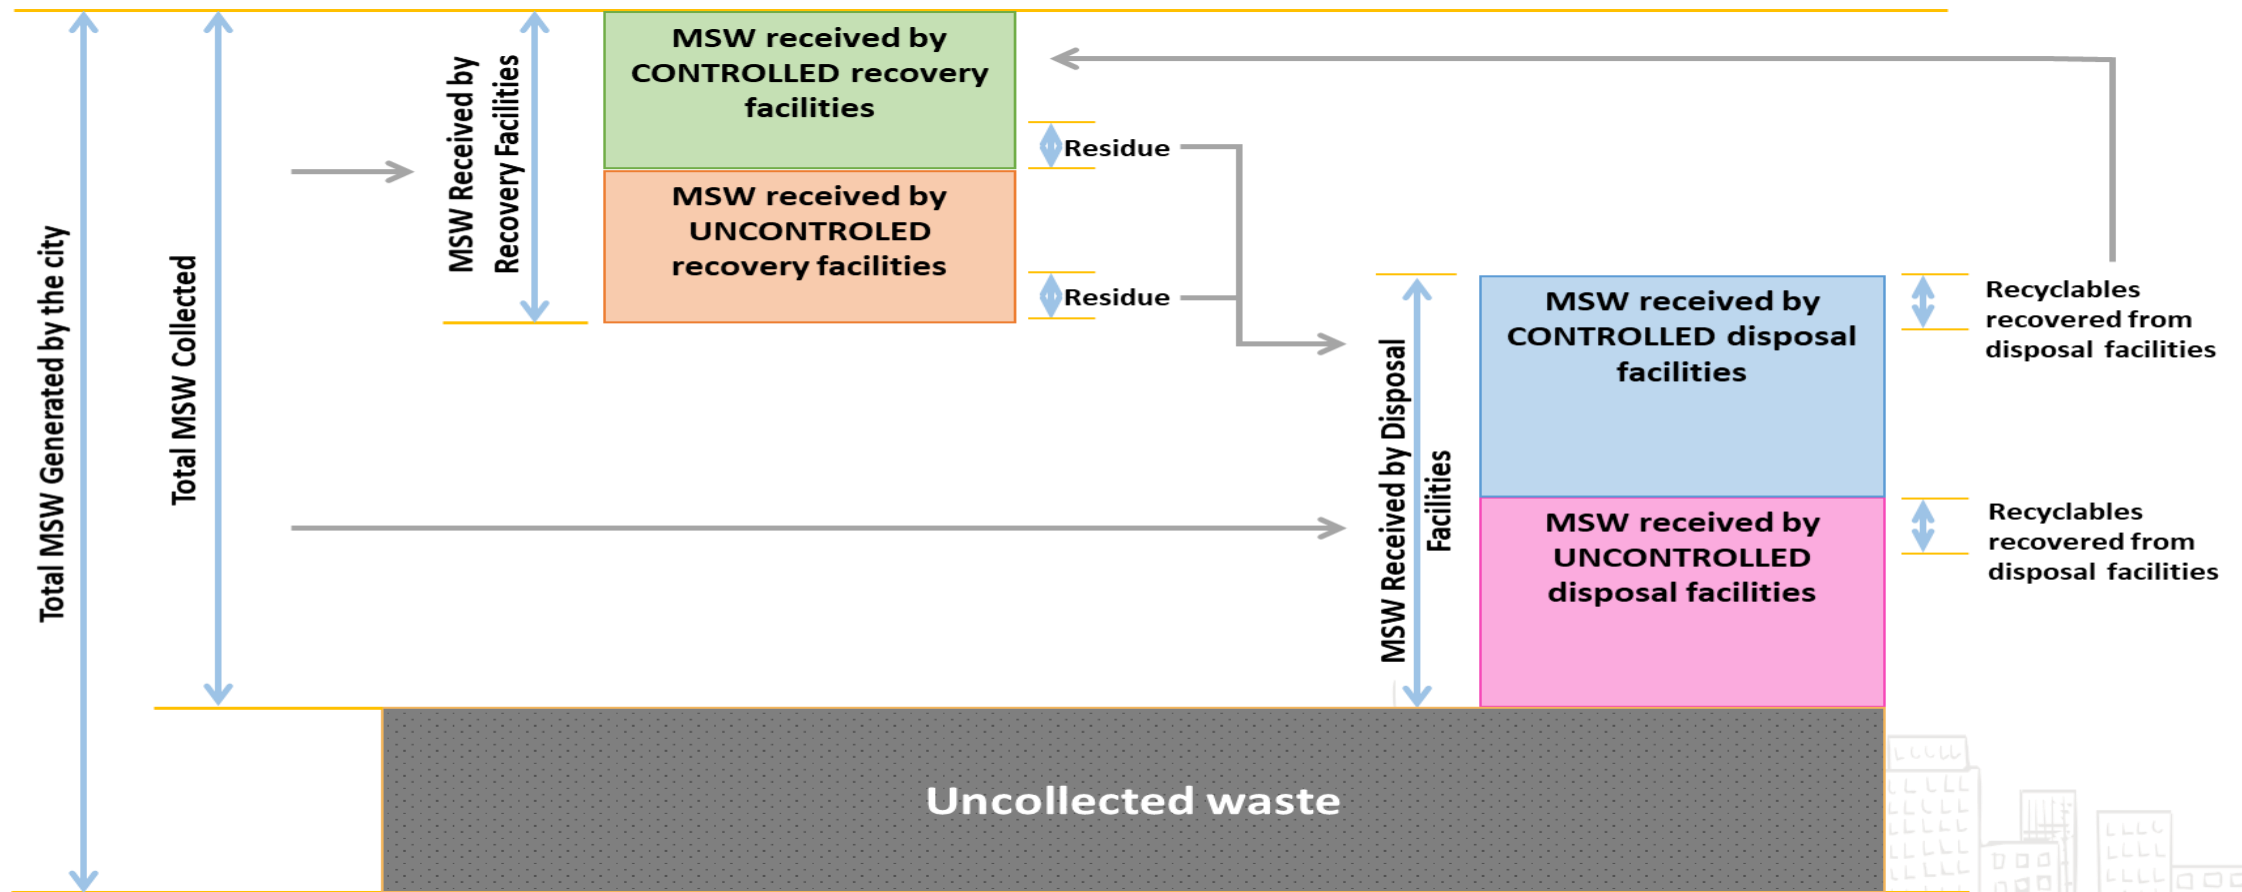 Total MSW Generated by the city
Total MSW Collected
MSW Received by
Recovery Facilities
MSW received by
CONTROLLED recovery
facilities
Residue
MSW received by
UNCONTROLED
recovery facilities
Residue
MSW Received by Disposal
Facilities
MSW received by
CONTROLLED disposal
facilities
Recyclables
recovered from
disposal facilities
MSW received by
UNCONTROLLED
disposal facilities
Recyclables
recovered from
disposal facilities
Uncollected waste